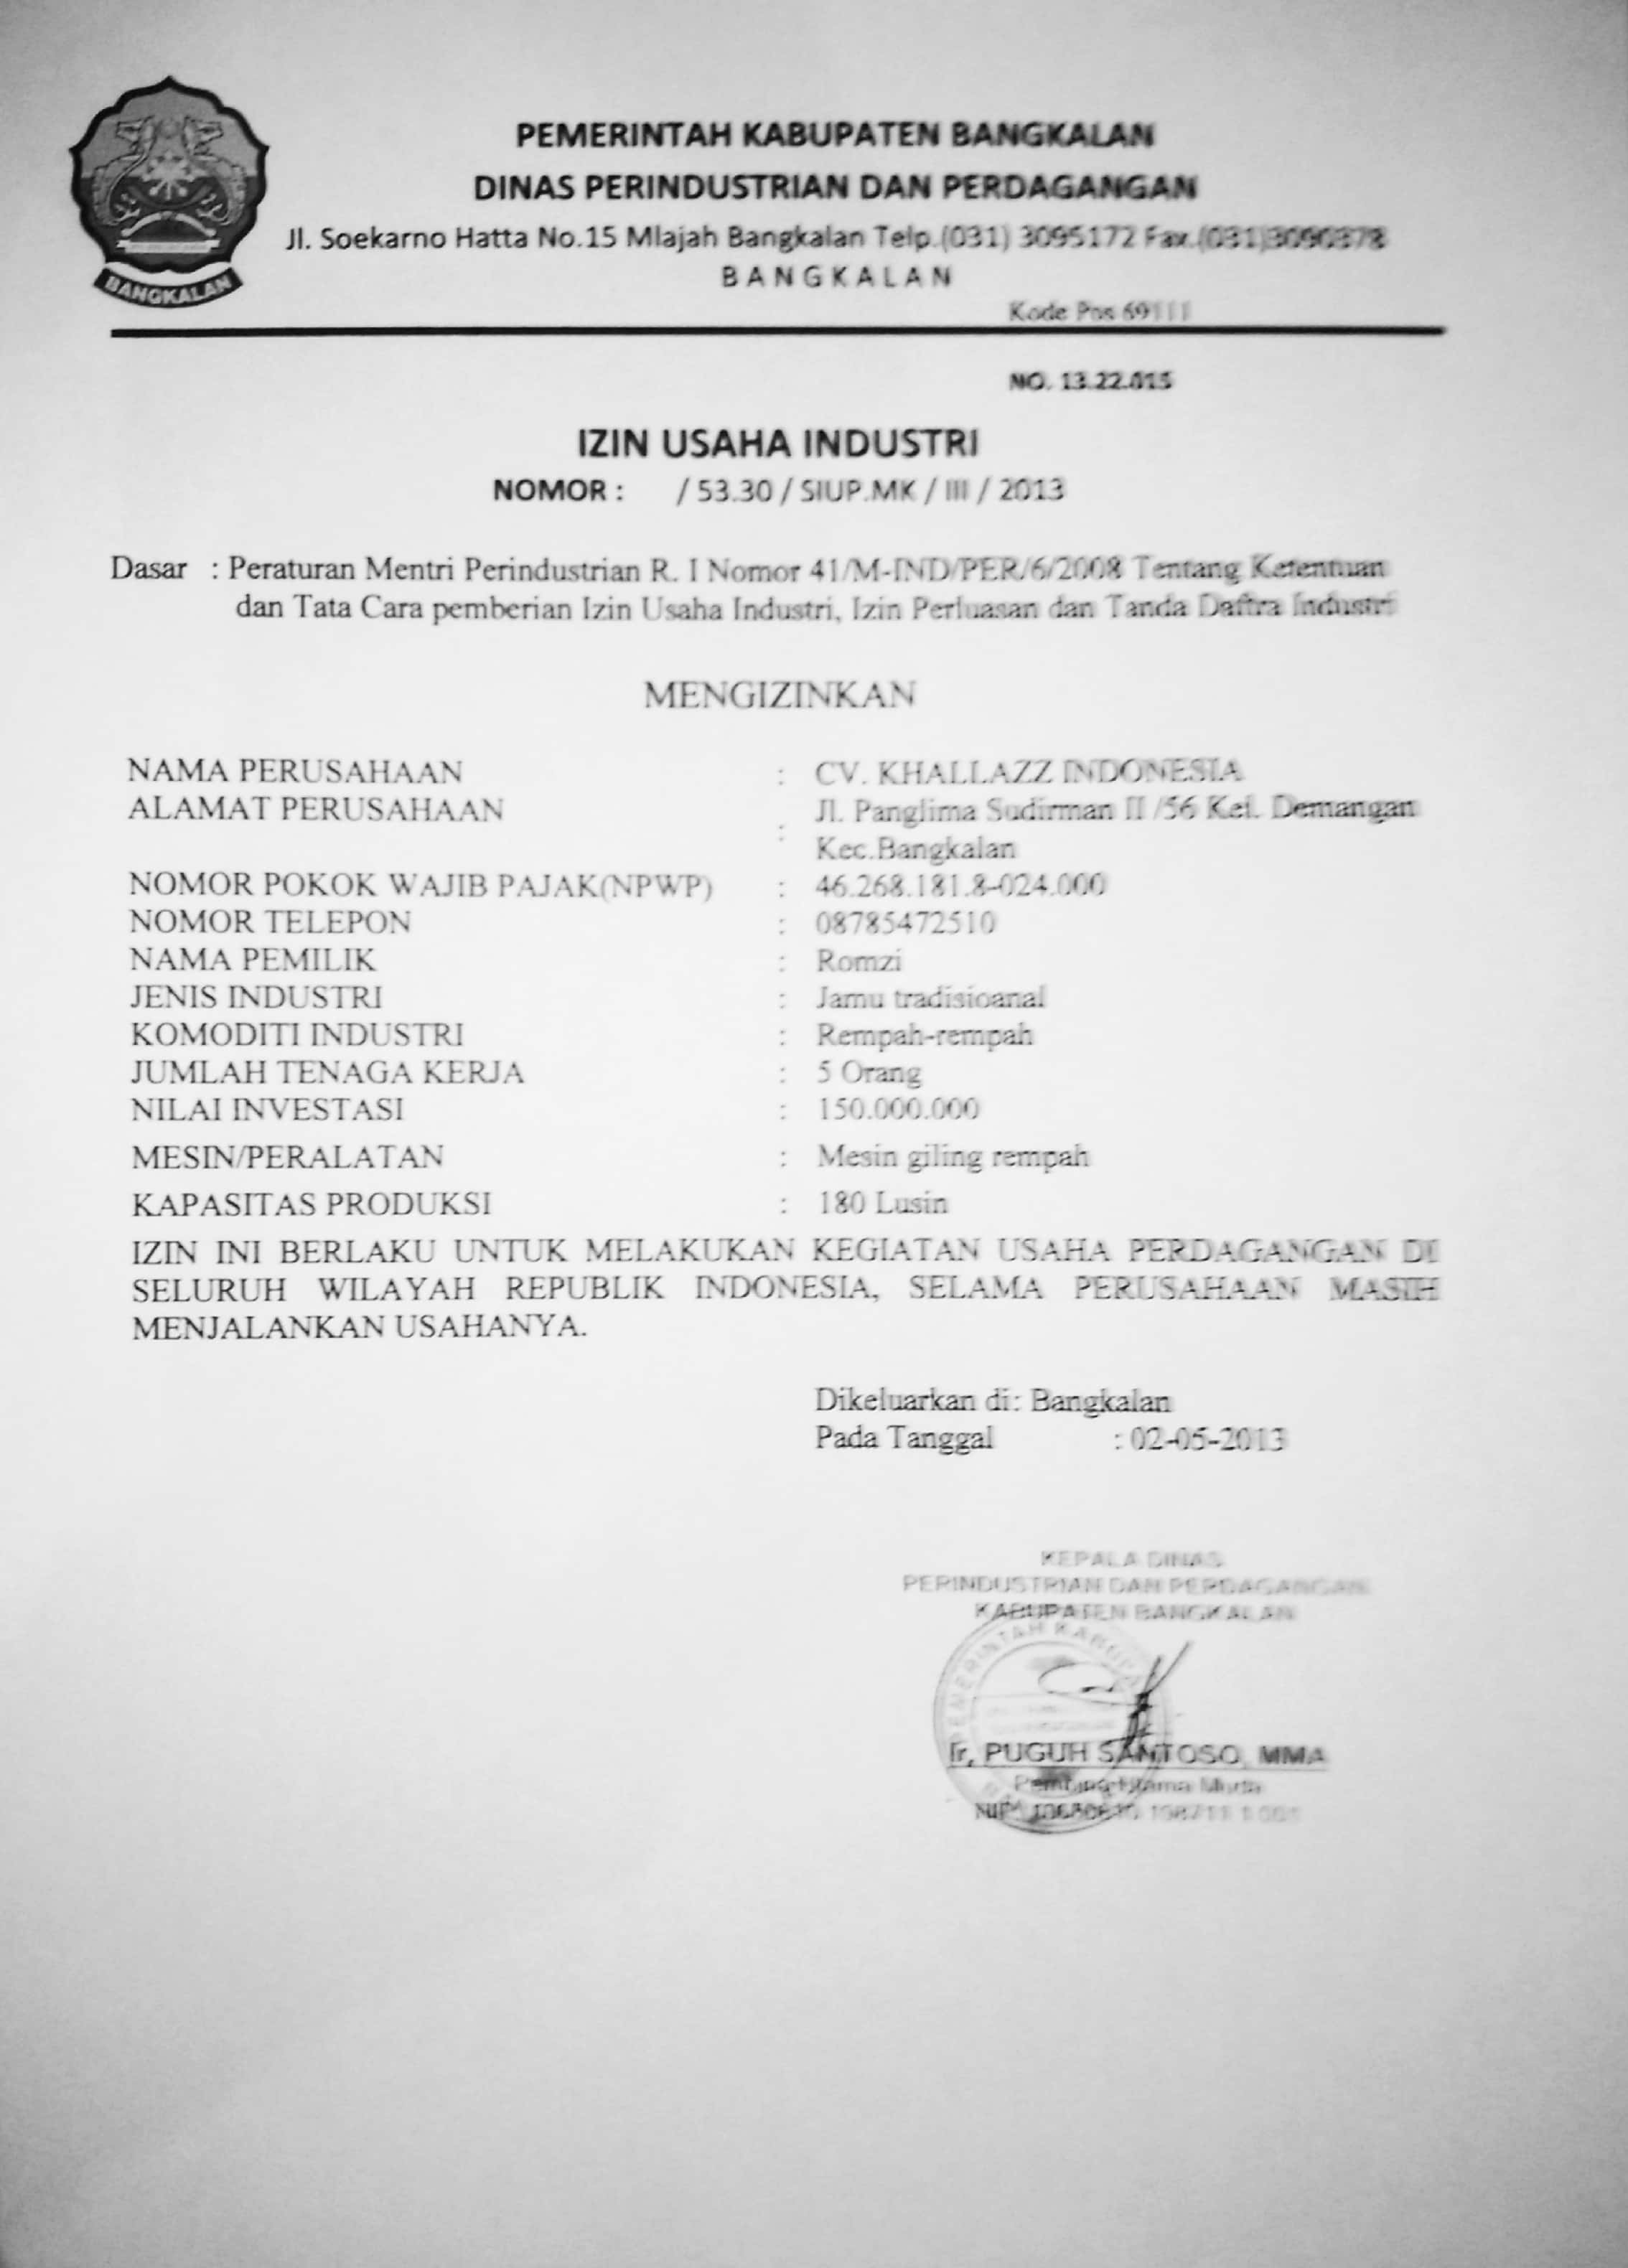 PEMERINTAH KABUPATEN BANGKALAN
DINAS PERINDUSTRIAN DAN PERDAGANGAN
Jl. Soekarno Hatta No.15 Mlajah Bangkalan Telp.(031) 3095172 Fax.(031)3090378
BANGKALAN
Kode Pos 69111
BANGKALAN
NO. 13.22.015
IZIN USAHA INDUSTRI
NOMOR : / 53.30 / SIUP.MK / III / 2013
Dasar : Peraturan Mentri Perindustrian R. I Nomor 41/M-IND/PER/6/2008 Tentang Ketentuan
dan Tata Cara pemberian Izin Usaha Industri, Izin Perluasan dan Tanda Daftra Industri
MENGIZINKAN
NAMA PERUSAHAAN : CV. KHALLAZZ INDONESIA
ALAMAT PERUSAHAAN : Jl. Panglima Sudirman II /56 Kel. Demangan
Kec.Bangkalan
NOMOR POKOK WAJIB PAJAK(NPWP) : 46.268.181.8-024.000
NOMOR TELEPON : 08785472510
NAMA PEMILIK : Romzi
JENIS INDUSTRI : Jamu tradisioanal
KOMODITI INDUSTRI : Rempah-rempah
JUMLAH TENAGA KERJA : 5 Orang
NILAI INVESTASI : 150.000.000
MESIN/PERALATAN : Mesin giling rempah
KAPASITAS PRODUKSI : 180 Lusin
IZIN INI BERLAKU UNTUK MELAKUKAN KEGIATAN USAHA PERDAGANGAN DI
SELURUH WILAYAH REPUBLIK INDONESIA, SELAMA PERUSAHAAN MASIH
MENJALANKAN USAHANYA.
Dikeluarkan di: Bangkalan
Pada Tanggal : 02-05-2013
KEPALA DINAS
PERINDUSTRIAN DAN PERDAGANGAN
KABUPATEN BANGKALAN
PEMERINTAH KABUPA
Ir. PUGUH SANTOSO, MMA
Pembina Utama Muda
NIP.